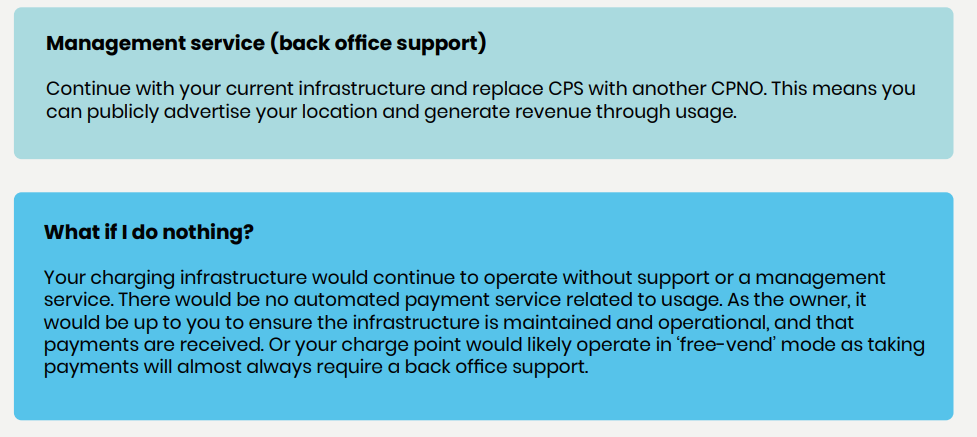 Management service (back office support)
Continue with your current infrastructure and replace CPS with another CPNO. This means you
can publicly advertise your location and generate revenue through usage.
What if I do nothing?
Your charging infrastructure would continue to operate without support or a management
service. There would be no automated payment service related to usage. As the owner, it
would be up to you to ensure the infrastructure is maintained and operational, and that
payments are received. Or your charge point would likely operate in ‘free-vend’ mode as taking
payments will almost always require a back office support.